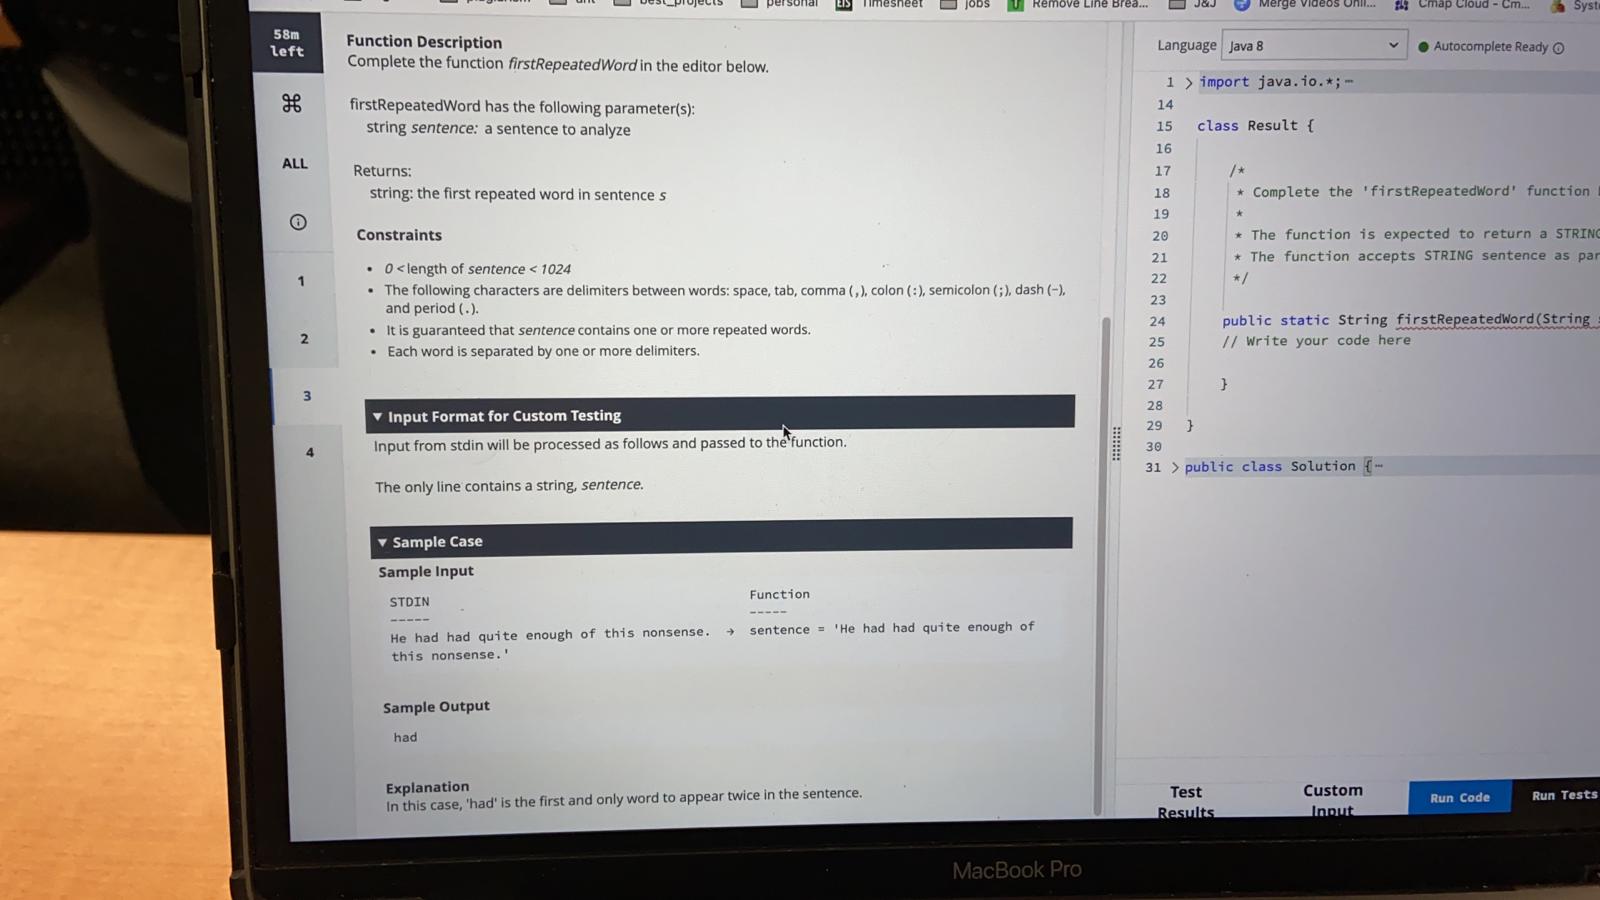 best_projects
personal
Timesheet
jobs
Remove Line Brea...
J&J
Merge Videos Onli...
Cmap Cloud - Cm...
58m
left
ALL
1
2
3
4
Function Description
Complete the function firstRepeatedWord in the editor below.
firstRepeatedWord has the following parameter(s):
string sentence: a sentence to analyze
Returns:
string: the first repeated word in sentence s
Constraints
• 0 < length of sentence < 1024
• The following characters are delimiters between words: space, tab, comma (,), colon (:), semicolon (;), dash (-),
and period (.).
• It is guaranteed that sentence contains one or more repeated words.
• Each word is separated by one or more delimiters.
▼ Input Format for Custom Testing
Input from stdin will be processed as follows and passed to the function.
The only line contains a string, sentence.
▼ Sample Case
Sample Input
STDIN Function
----- -----
He had had quite enough of this nonsense. → sentence = 'He had had quite enough of
this nonsense.'
Sample Output
had
Explanation
In this case, 'had' is the first and only word to appear twice in the sentence.
Language Java 8 Autocomplete Ready
1 > import java.io.*;
14
15 class Result {
16
17 /*
18 * Complete the 'firstRepeatedWord' function
19 *
20 * The function is expected to return a STRING
21 * The function accepts STRING sentence as par
22 */
23
24 public static String firstRepeatedWord(String
25 // Write your code here
26
27 }
28
29 }
30
31 > public class Solution {
Test
Results
Custom
Input
Run Code
Run Tests
MacBook Pro